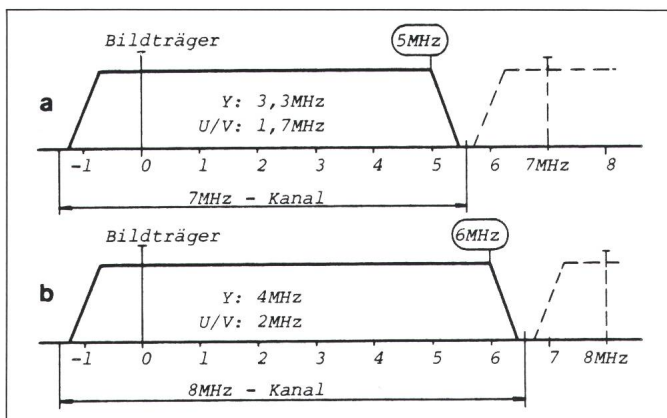 Bildträger 5MHz
a
Y: 3,3MHz
U/V: 1,7MHz
-1 0 1 2 3 4 5 6 7MHz 8
7MHz - Kanal
Bildträger 6MHz
b
Y: 4MHz
U/V: 2MHz
-1 0 1 2 3 4 5 6 7 8MHz
8MHz - Kanal